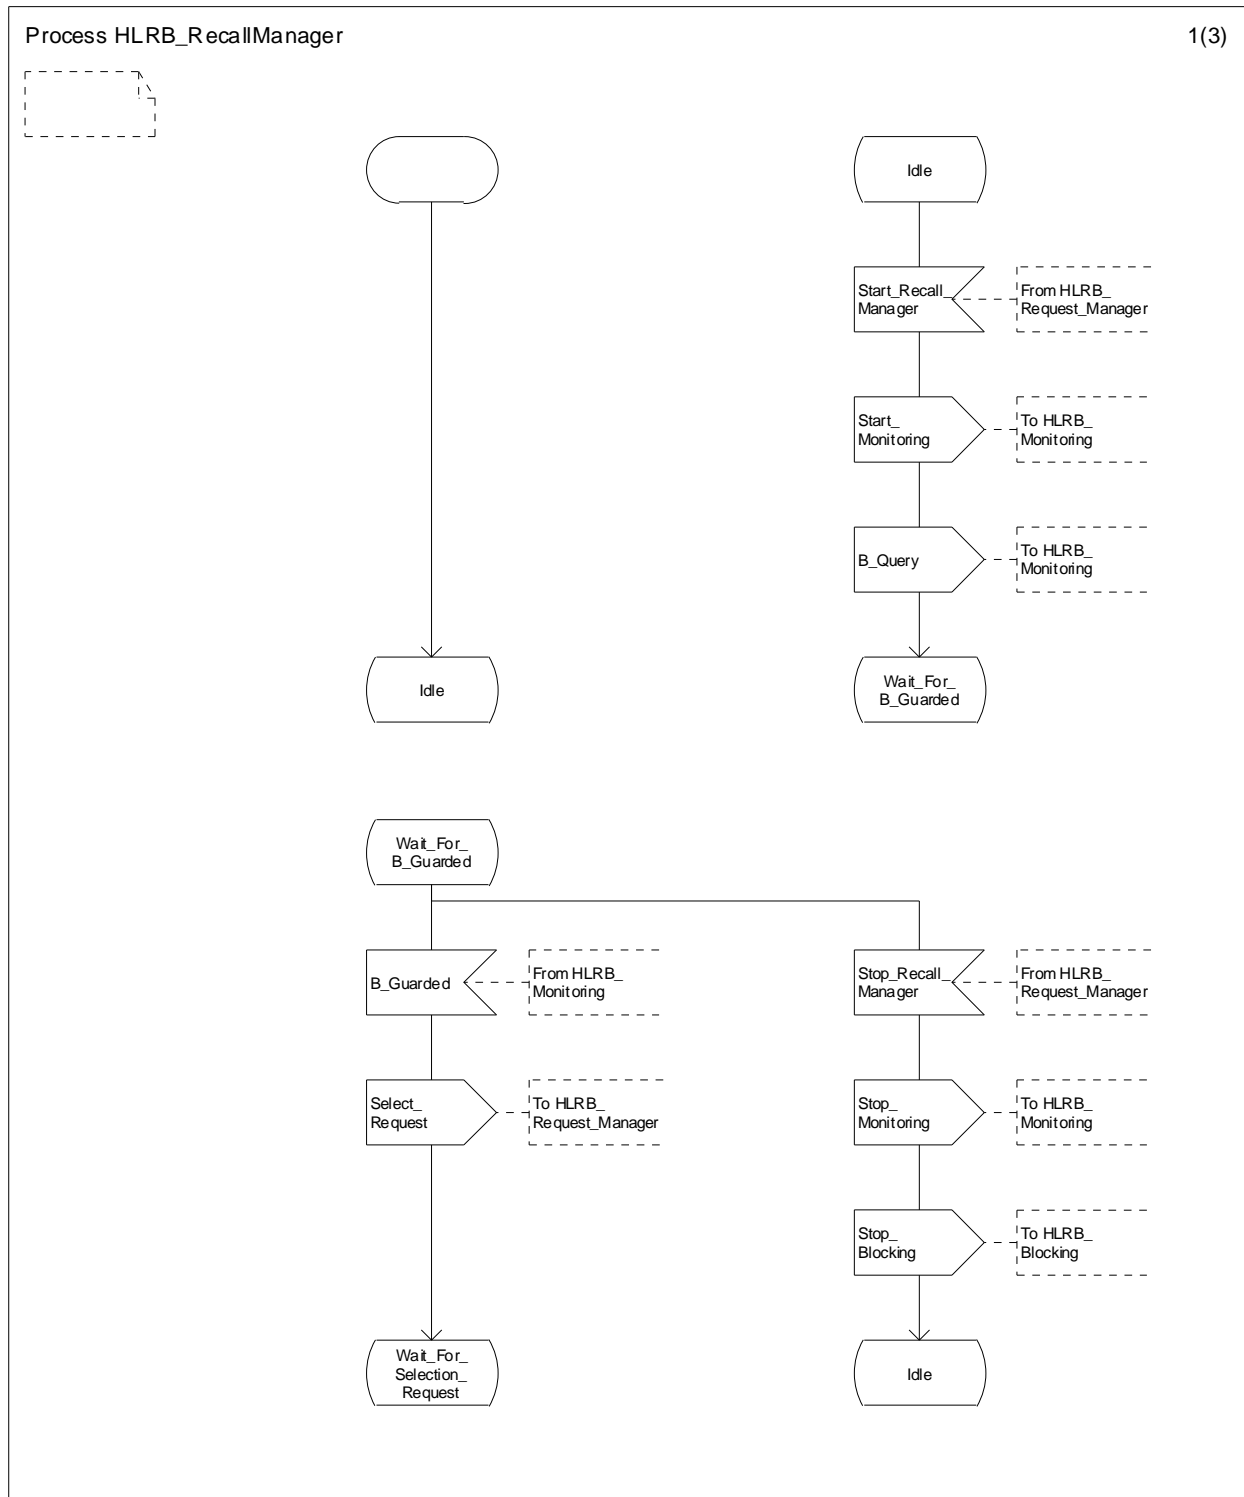 Process HLRB_RecallManager
1(3)
Idle
Start_Recall_
Manager
From HLRB_
Request_Manager
Start_
Monitoring
To HLRB_
Monitoring
B_Query
To HLRB_
Monitoring
Idle
Wait_For_
B_Guarded
Wait_For_
B_Guarded
B_Guarded
From HLRB_
Monitoring
Stop_Recall_
Manager
From HLRB_
Request_Manager
Select_
Request
To HLRB_
Request_Manager
Stop_
Monitoring
To HLRB_
Monitoring
Stop_
Blocking
To HLRB_
Blocking
Wait_For_
Selection_
Request
Idle